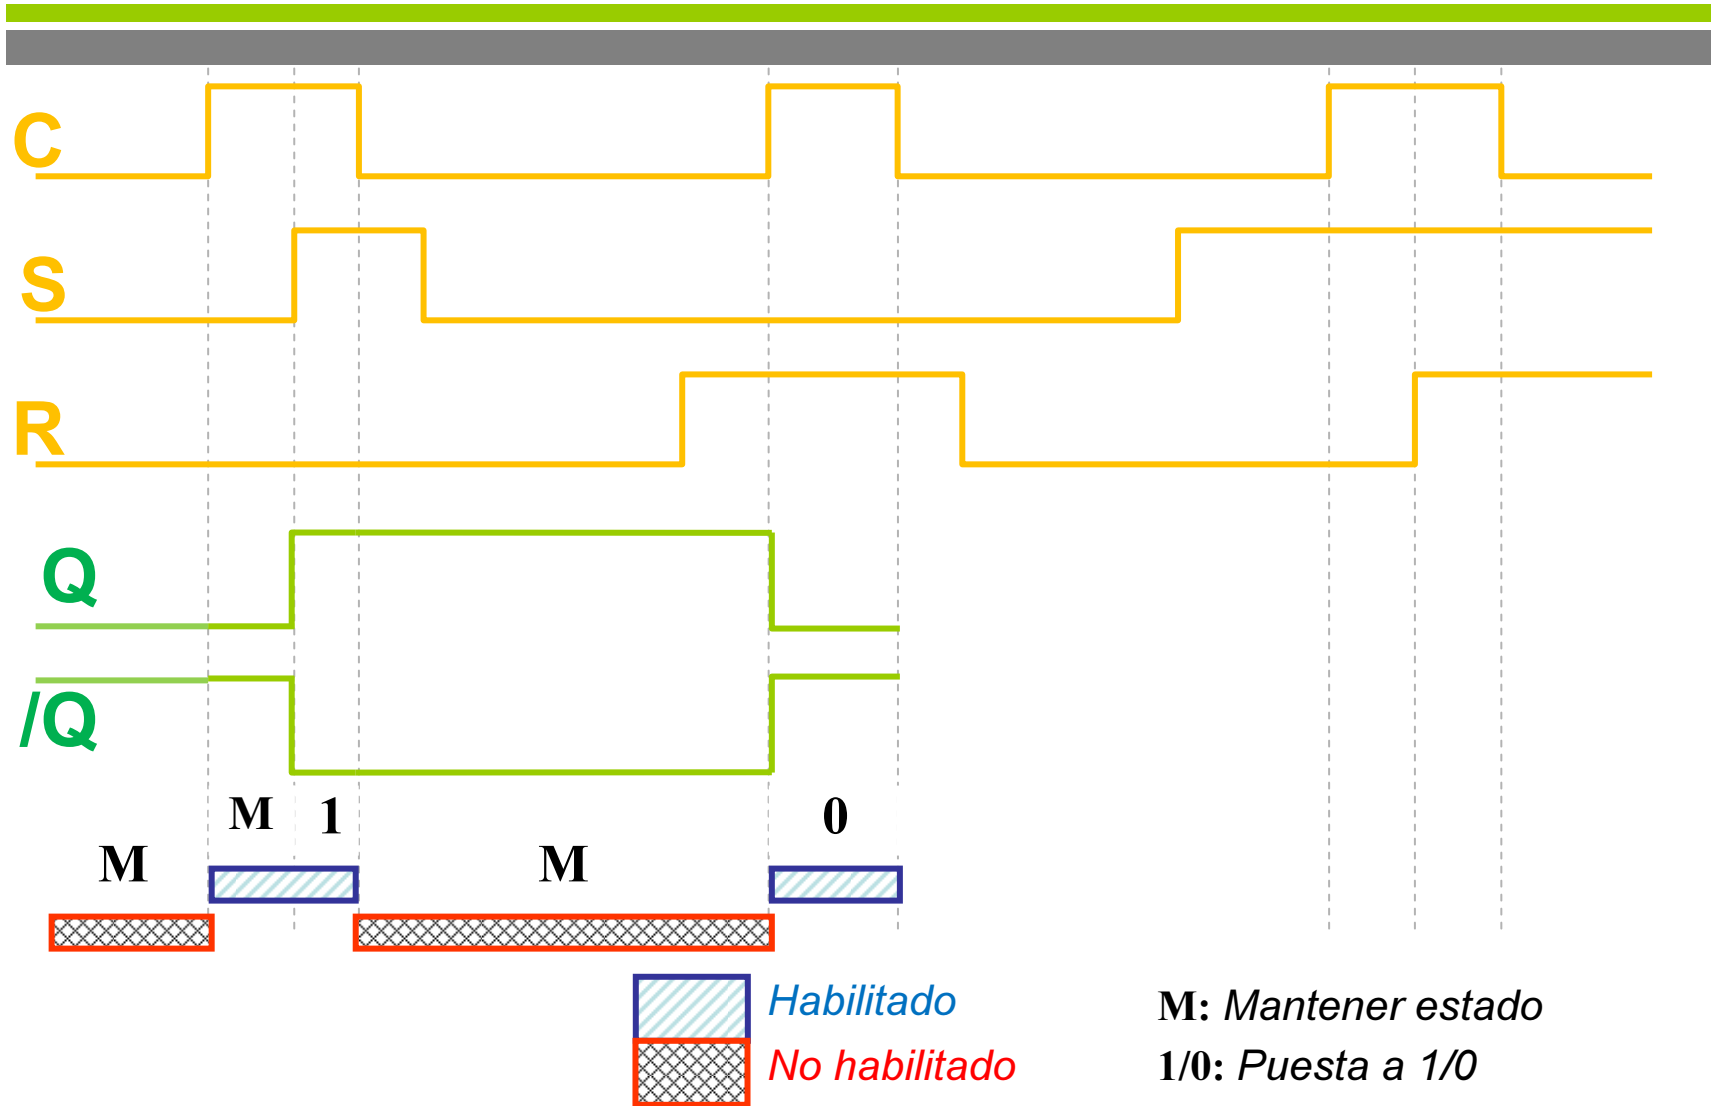 C
S
R
Q
/Q
M 1 0
M M
Habilitado
M: Mantener estado
No habilitado
1/0: Puesta a 1/0